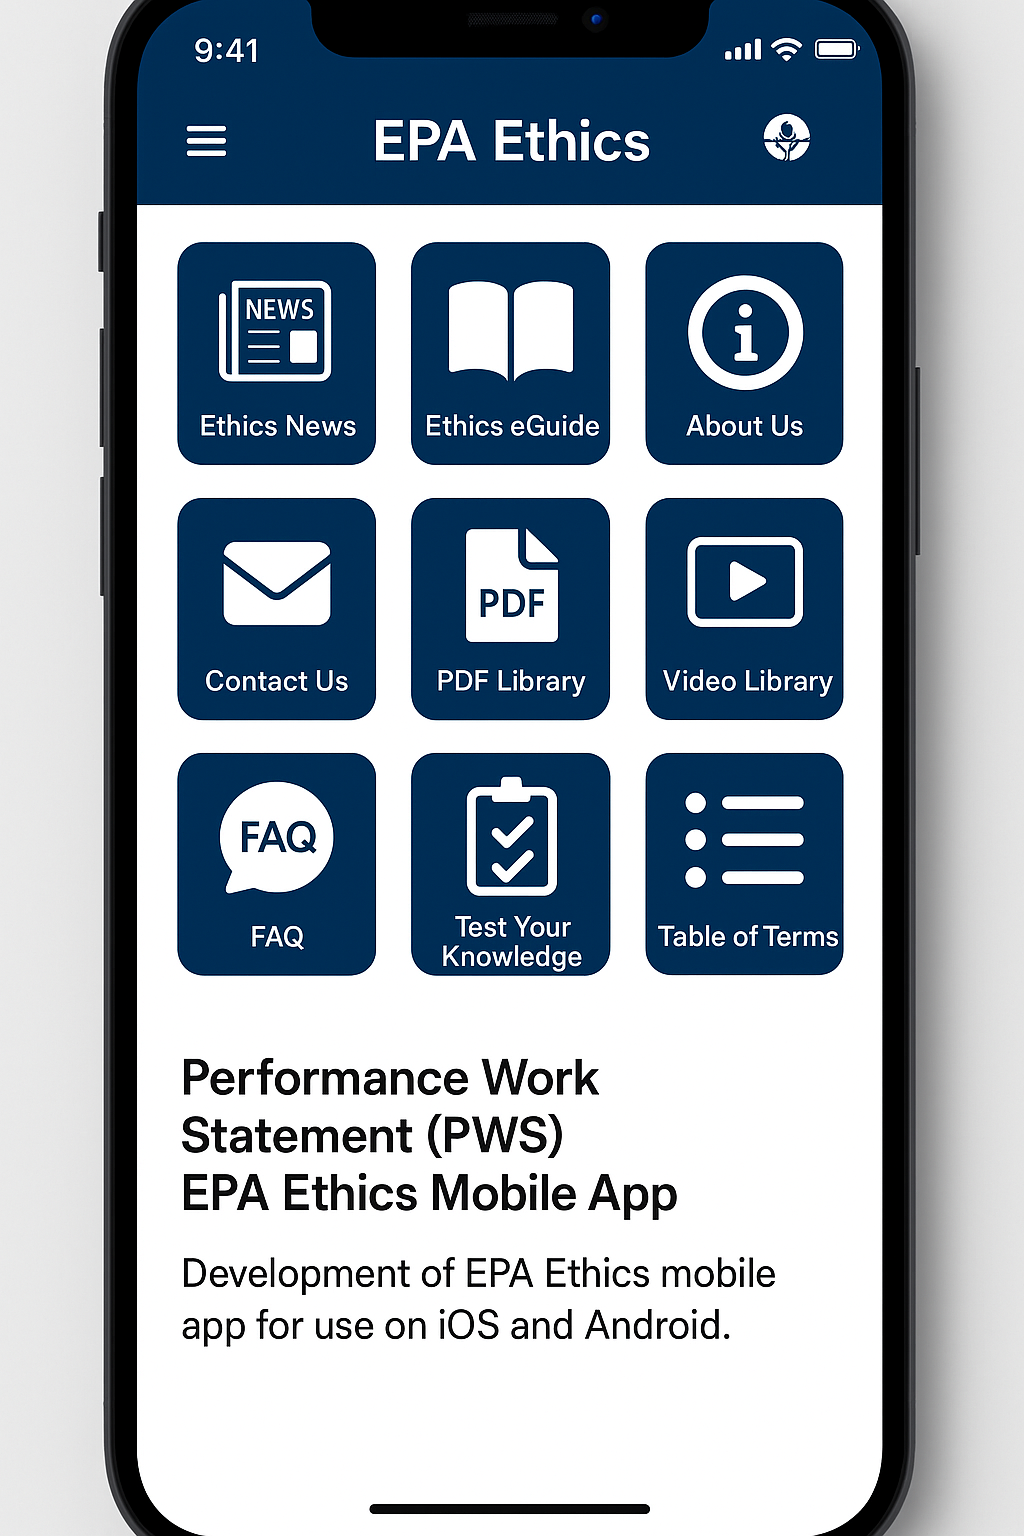 9:41
EPA Ethics
NEWS
Ethics News
Ethics eGuide
i
About Us
Contact Us
PDF
PDF Library
Video Library
FAQ
FAQ
Test Your
Knowledge
Table of Terms
Performance Work
Statement (PWS)
EPA Ethics Mobile App
Development of EPA Ethics mobile
app for use on iOS and Android.